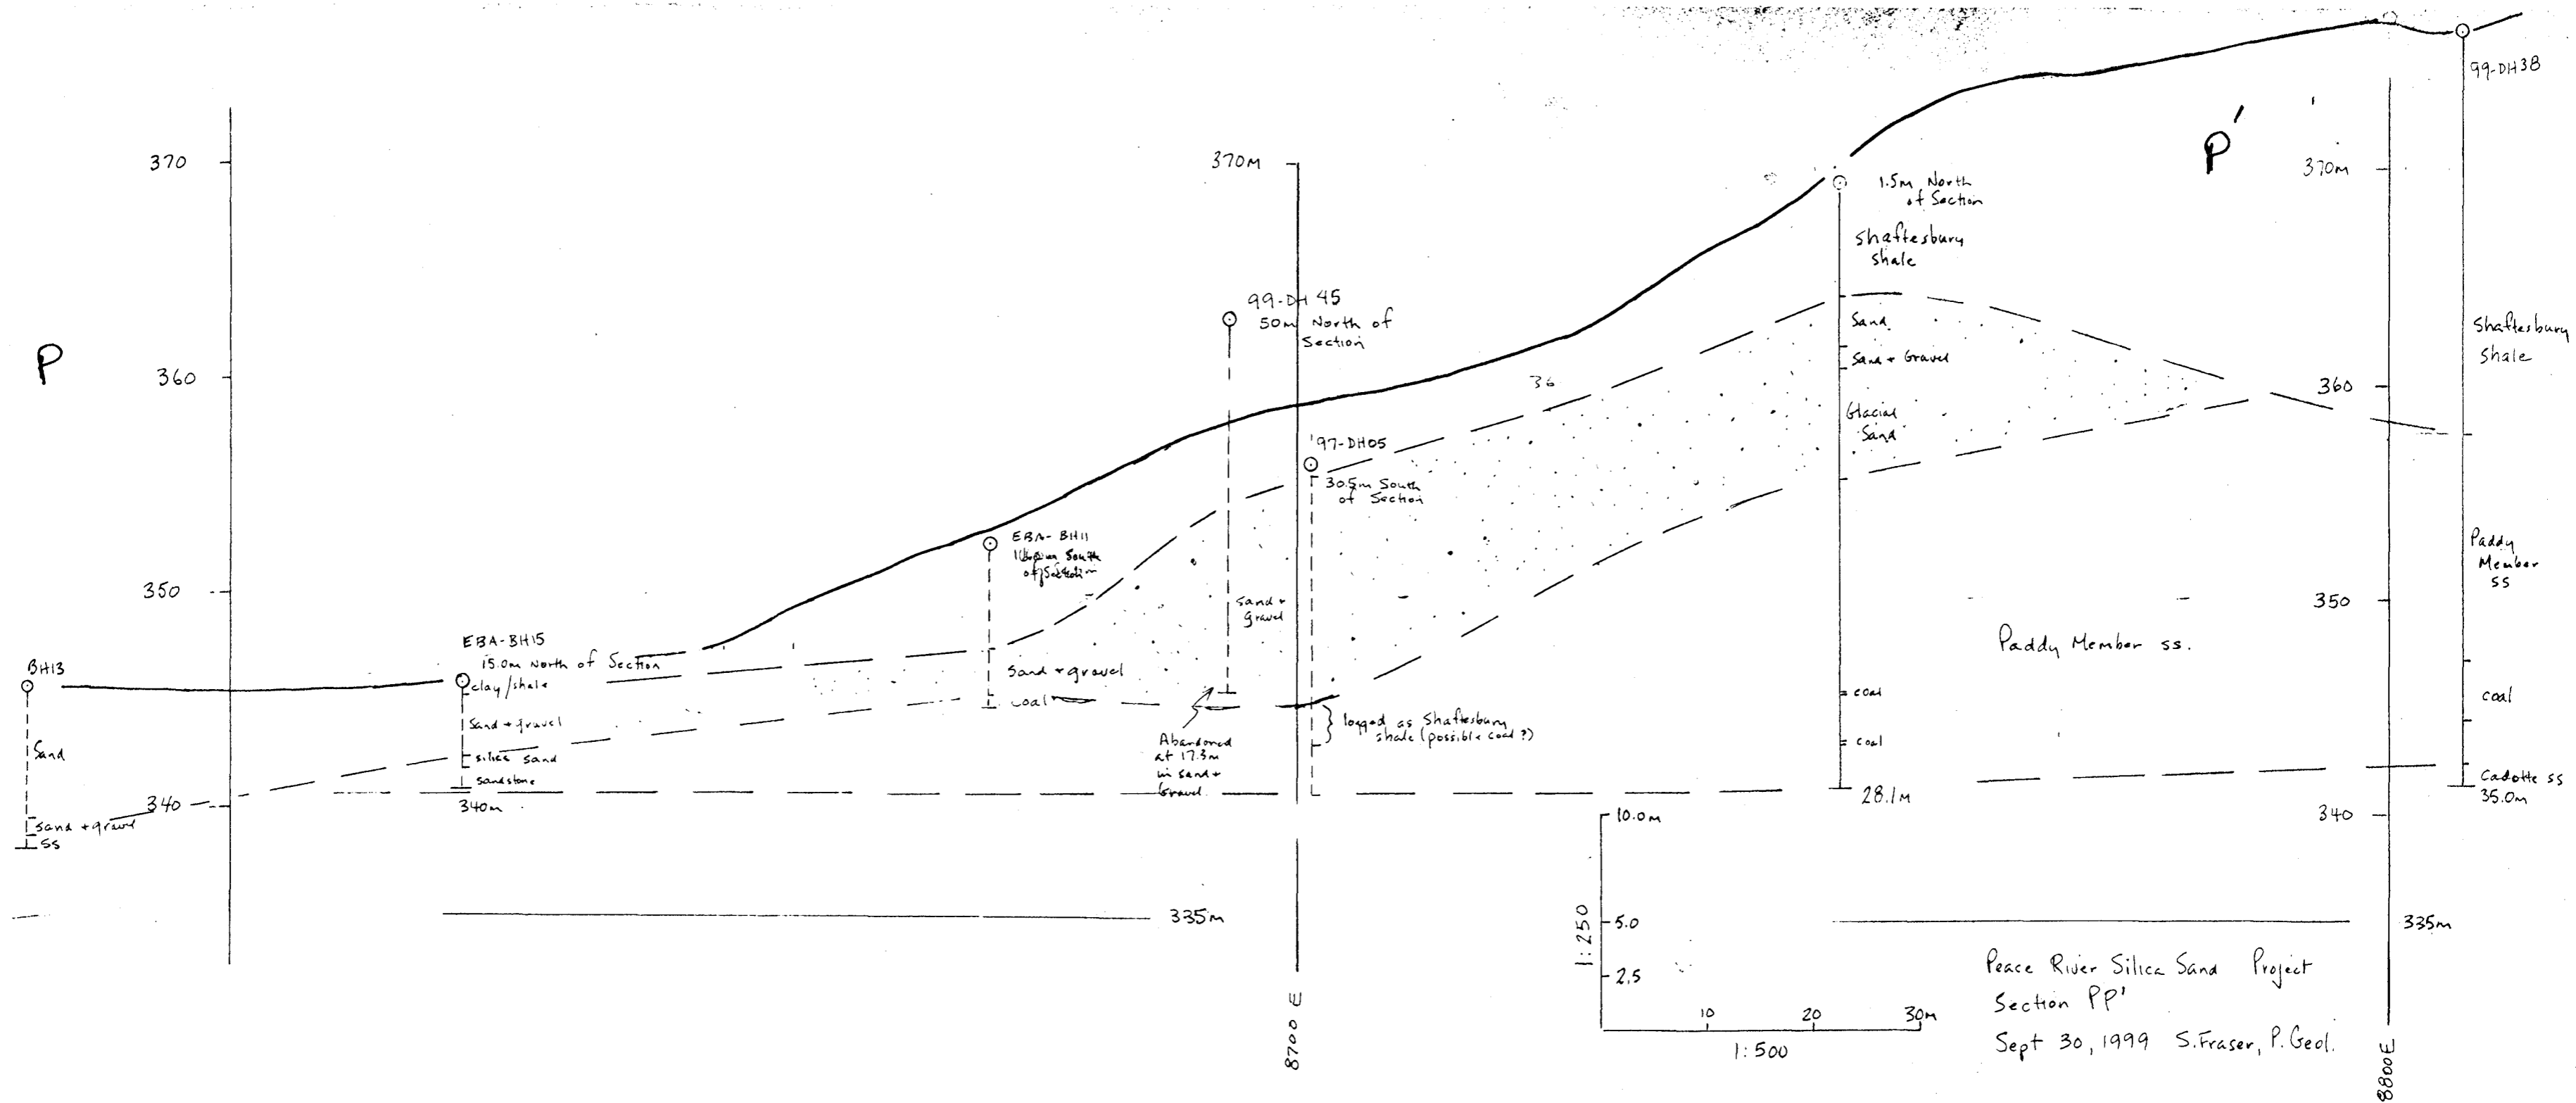 P
370
360
350
340
BH13
Sand
Sand + gravel
SS
EBA-BH15
15.0m North of Section
clay/shale
Sand + gravel
silica sand
Sandstone
340m
EBA-BH11
South
of Section
Sand + gravel
coal
99-DH 45
50m North of
Section
Sand +
Gravel
Abandoned
at 17.3m
in sand +
Gravel
370M
'97-DH05
30.5m South
of Section
logged as Shaftesbury
shale (possible coal?)
36
335m
8700 E
1.5m North
of Section
Shaftesbury
Shale
Sand
Sand + Gravel
Glacial
Sand
coal
coal
28.1M
Paddy Member ss.
P'
370m
360
350
340
335m
8800E
99-DH38
Shaftesbury
Shale
Paddy
Member
SS
coal
Cadotte ss
35.0m
10.0m
5.0
2.5
1:250
10
20
30m
1:500
Peace River Silica Sand Project
Section PP'
Sept 30, 1999 S.Fraser, P.Geol.